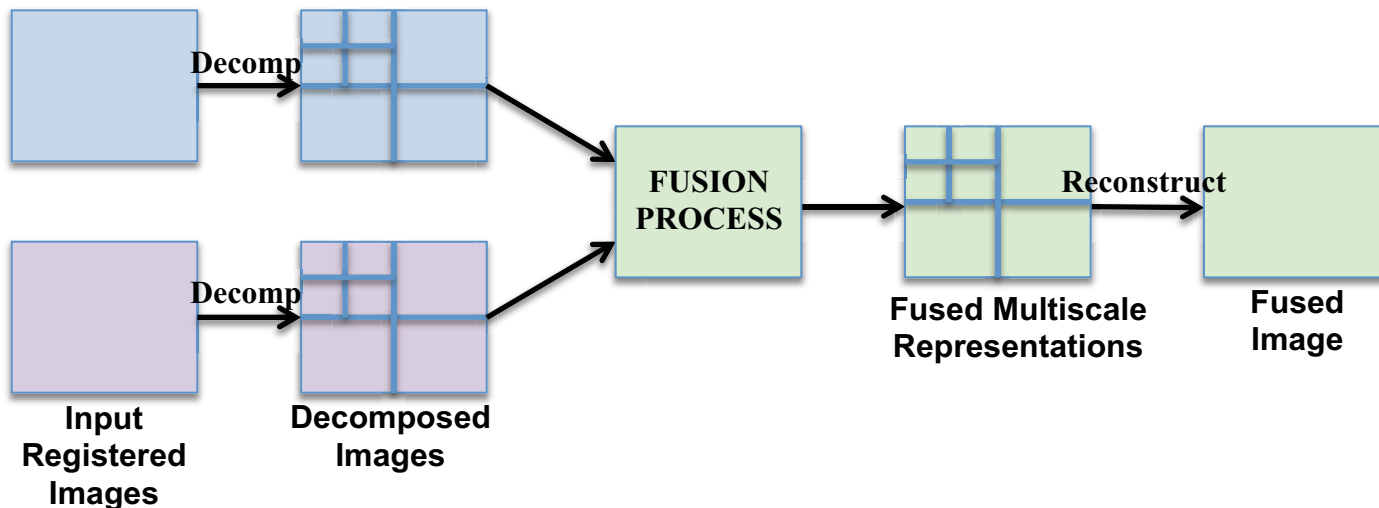 Decomp
Decomp
FUSION
PROCESS
Reconstruct
Input
Registered
Images
Decomposed
Images
Fused Multiscale
Representations
Fused
Image